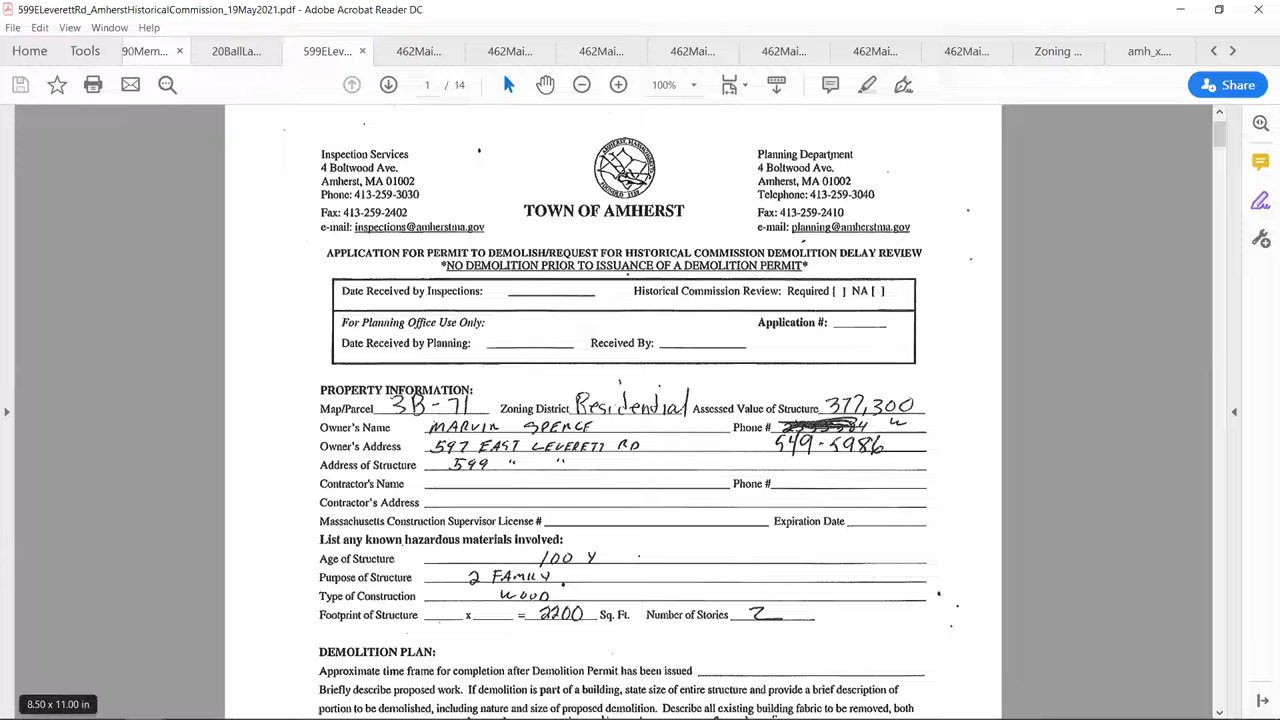 599ELeverettRd_AmherstHistoricalCommission_19May2021.pdf - Adobe Acrobat Reader DC
File Edit View Window Help
Home Tools 90Mem... × 20BallLa... 599ELev... × 462Mai... 462Mai... 462Mai... 462Mai... 462Mai... 462Mai... 462Mai... Zoning ... amh_x....
1 / 14 100% Share
Inspection Services
4 Boltwood Ave.
Amherst, MA 01002
Phone: 413-259-3030
Fax: 413-259-2402
e-mail: inspections@amherstma.gov
TOWN OF AMHERST
Planning Department
4 Boltwood Ave.
Amherst, MA 01002
Telephone: 413-259-3040
Fax: 413-259-2410
e-mail: planning@amherstma.gov
APPLICATION FOR PERMIT TO DEMOLISH/REQUEST FOR HISTORICAL COMMISSION DEMOLITION DELAY REVIEW
*NO DEMOLITION PRIOR TO ISSUANCE OF A DEMOLITION PERMIT*
Date Received by Inspections: Historical Commission Review: Required [ ] NA [ ]
For Planning Office Use Only: Application #:
Date Received by Planning: Received By:
PROPERTY INFORMATION:
Map/Parcel 3B-71 Zoning District Residential Assessed Value of Structure 377,300
Owner's Name MARVIN SPENCE Phone #
Owner's Address 597 EAST LEVERETT RD 549-5986
Address of Structure 599 " "
Contractor's Name Phone #
Contractor's Address
Massachusetts Construction Supervisor License # Expiration Date
List any known hazardous materials involved:
Age of Structure 100 Y
Purpose of Structure 2 FAMILY
Type of Construction WOOD
Footprint of Structure x = 2200 Sq. Ft. Number of Stories 2
DEMOLITION PLAN:
Approximate time frame for completion after Demolition Permit has been issued
Briefly describe proposed work. If demolition is part of a building, state size of entire structure and provide a brief description of
portion to be demolished, including nature and size of proposed demolition. Describe all existing building fabric to be removed, both
8.50 x 11.00 in